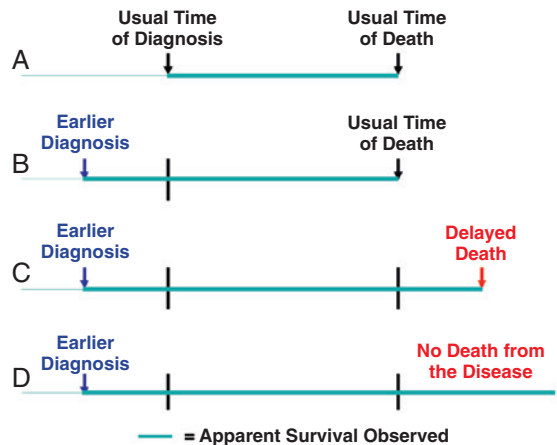 Usual Time
of Diagnosis
Usual Time
of Death
A
Earlier
Diagnosis
Usual Time
of Death
B
Earlier
Diagnosis
Delayed
Death
C
Earlier
Diagnosis
No Death from
the Disease
D
= Apparent Survival Observed